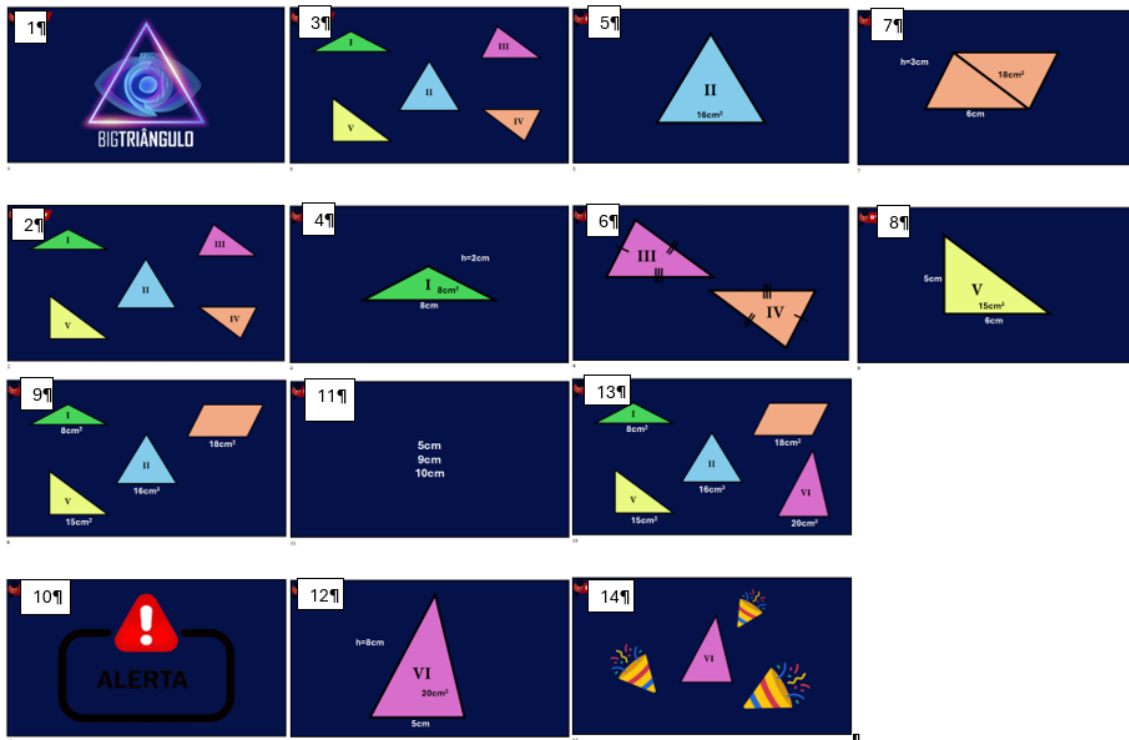 1¶
BIGTRIÂNGULO
3¶
I
III
II
V
IV
5¶
II
16cm²
7¶
h=3cm
18cm²
6cm
2¶
I
III
II
V
IV
4¶
h=2cm
I 8cm²
8cm
6¶
III
IV
8¶
5cm
V
15cm²
6cm
9¶
I
8cm²
18cm²
II
V
16cm²
15cm²
11¶
5cm
9cm
10cm
13¶
I
8cm²
18cm²
II
V
VI
16cm²
15cm²
20cm²
10¶
ALERTA
12¶
h=8cm
VI
20cm²
5cm
14¶
VI
¶